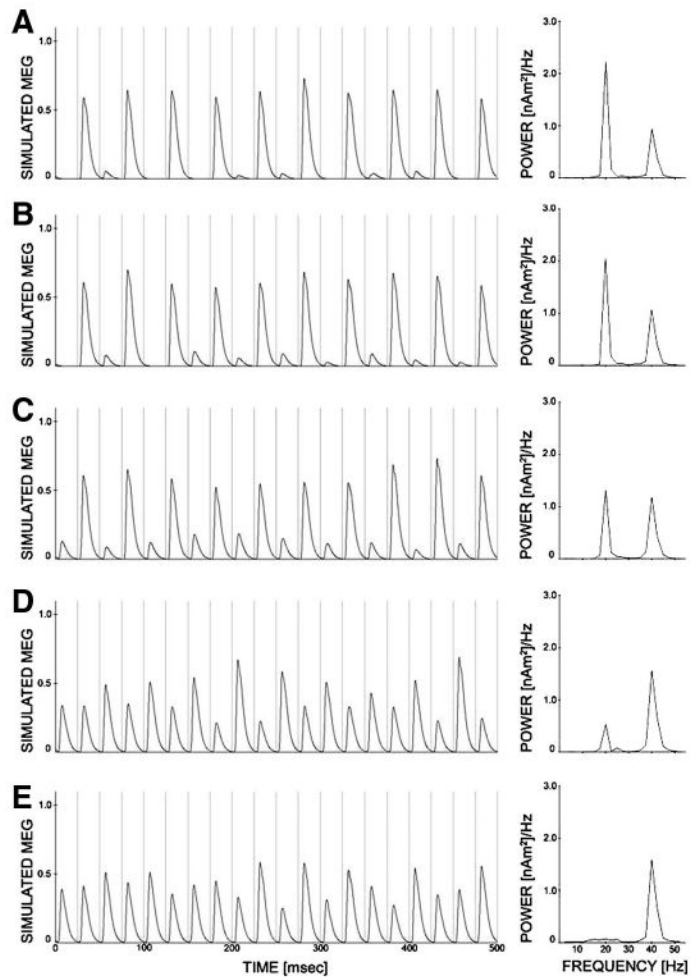 A
SIMULATED MEG
1.0
0.5
0
POWER [nAm²]/Hz
3.0
2.0
1.0
0
B
SIMULATED MEG
1.0
0.5
0
POWER [nAm²]/Hz
3.0
2.0
1.0
0
C
SIMULATED MEG
1.0
0.5
0
POWER [nAm²]/Hz
3.0
2.0
1.0
0
D
SIMULATED MEG
1.0
0.5
0
POWER [nAm²]/Hz
3.0
2.0
1.0
0
E
SIMULATED MEG
1.0
0.5
0
0 100 200 300 400 500
TIME [msec]
POWER [nAm²]/Hz
3.0
2.0
1.0
0
10 20 30 40 50
FREQUENCY [Hz]